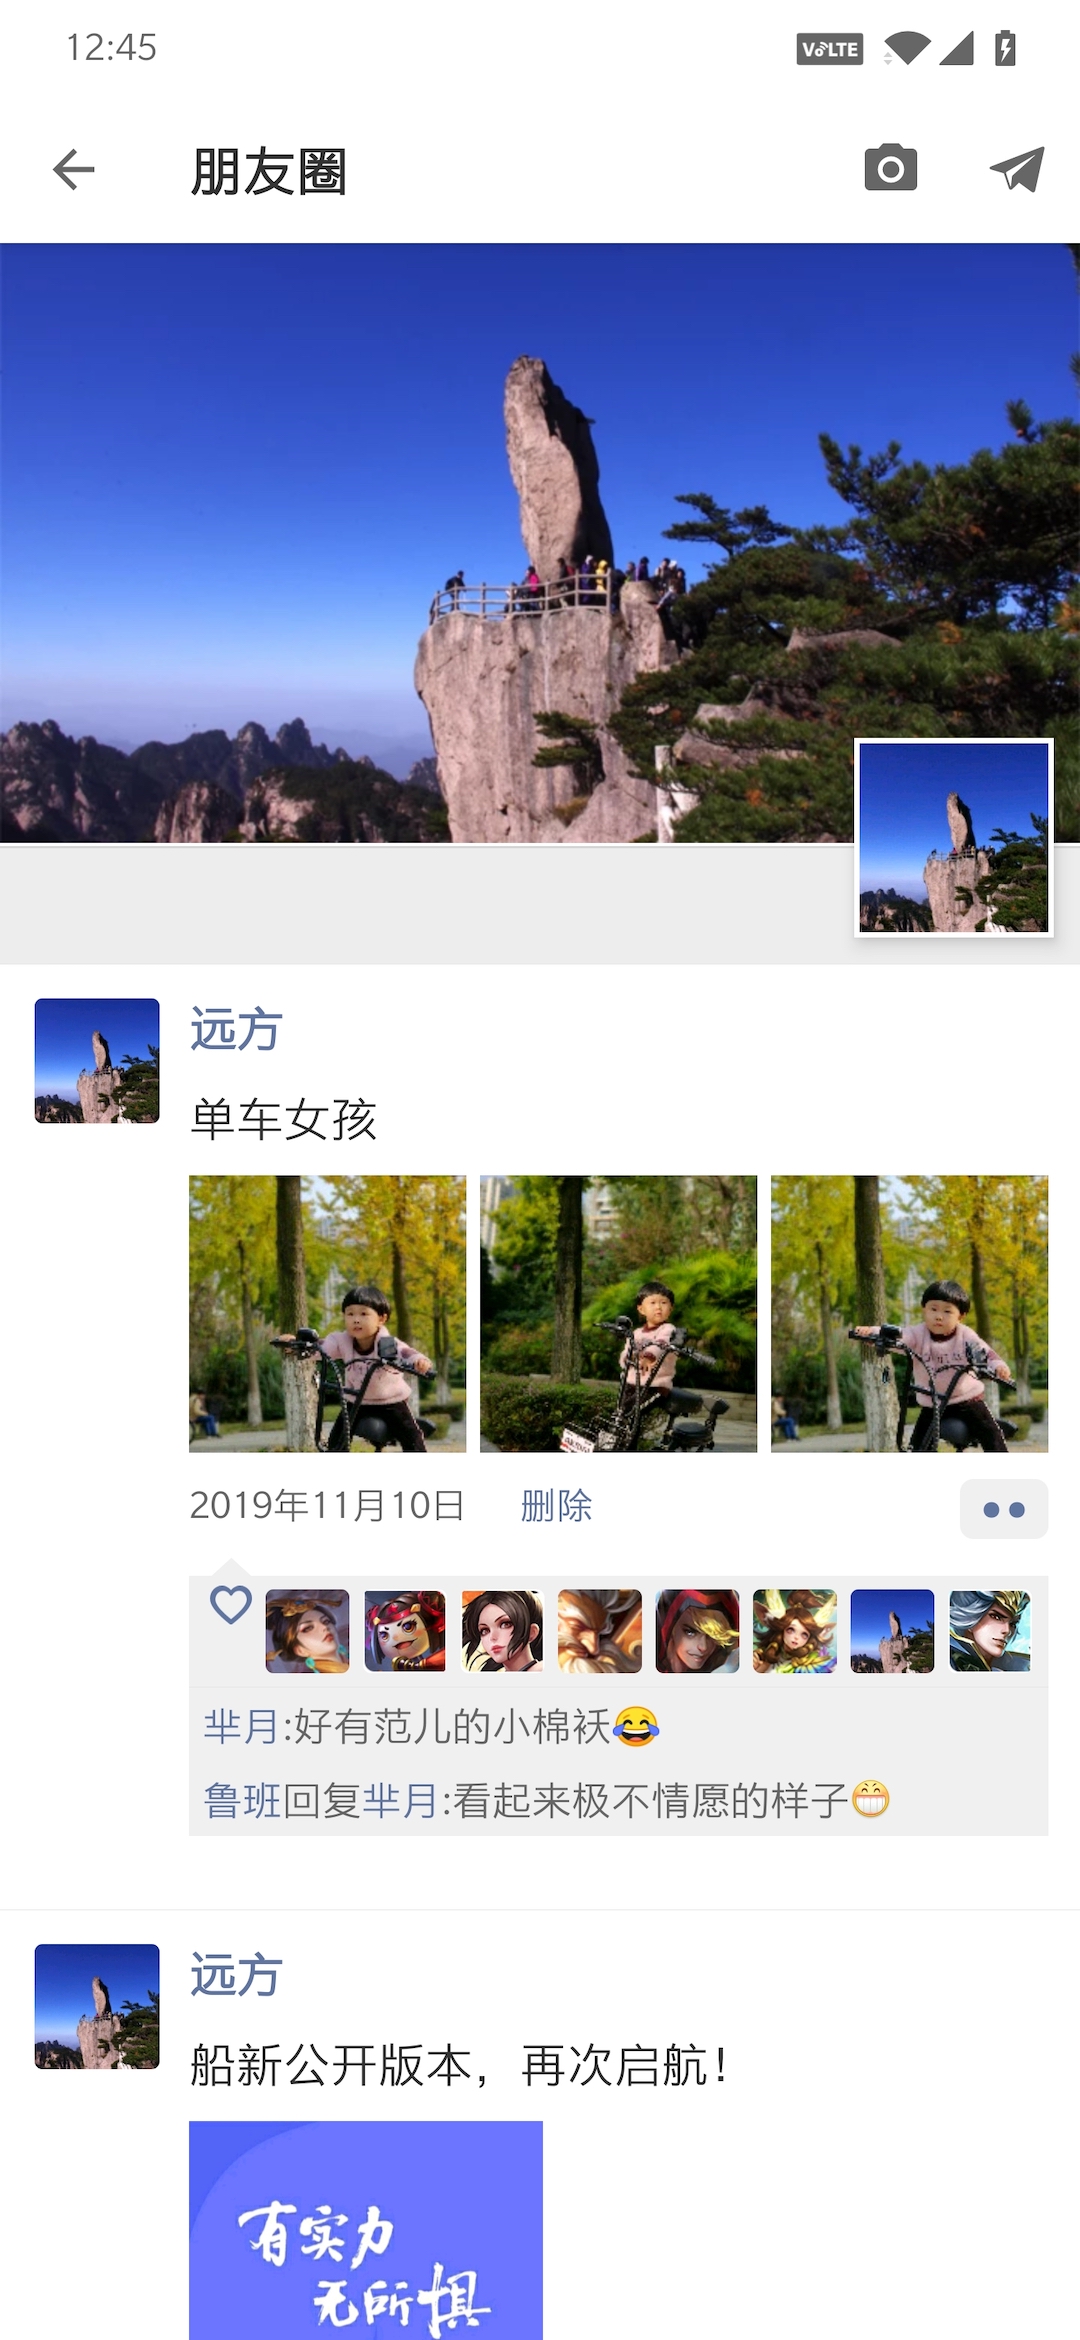 12:45
VoLTE
朋友圈
远方
单车女孩
2019年11月10日 删除
芈月:好有范儿的小棉袄😂
鲁班回复芈月:看起来极不情愿的样子😁
远方
船新公开版本，再次启航！
有实力
无所惧